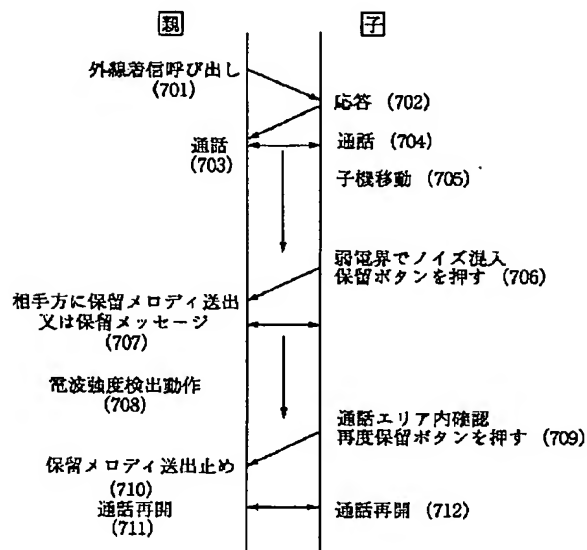 親
子
外線着信呼び出し
(701)
応答 (702)
通話
(703)
通話 (704)
子機移動 (705)
弱電界でノイズ混入
保留ボタンを押す (706)
相手方に保留メロディ送出
又は保留メッセージ
(707)
電波強度検出動作
(708)
通話エリア内確認
再度保留ボタンを押す (709)
保留メロディ送出止め
(710)
通話再開
(711)
通話再開 (712)